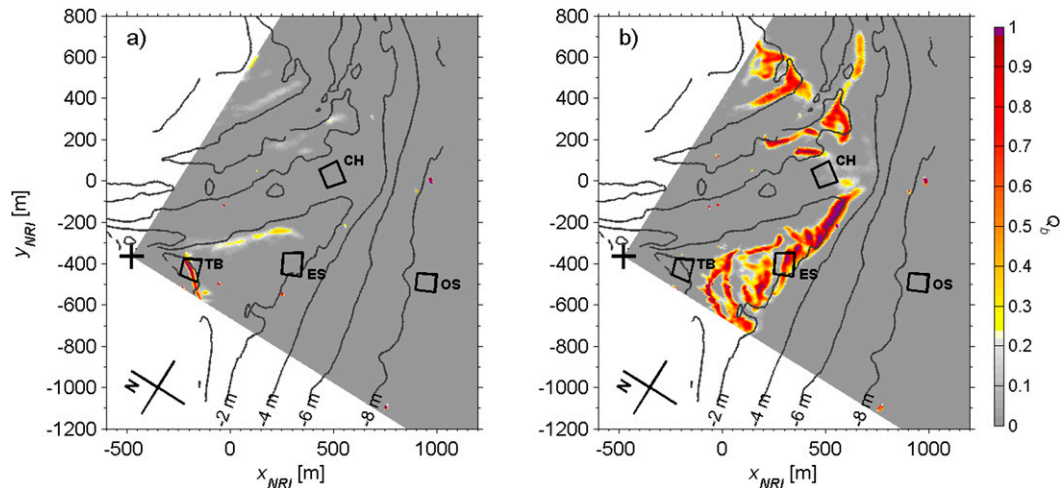 a)
800
600
400
200
0
-200
-400
-600
-800
-1000
-1200
y_NRI [m]
CH
TB
ES
OS
N
-2 m
-4 m
-6 m
-8 m
-500 0 500 1000
x_NRI [m]
b)
800
600
400
200
0
-200
-400
-600
-800
-1000
-1200
CH
TB
ES
OS
N
-2 m
-4 m
-6 m
-8 m
-500 0 500 1000
x_NRI [m]
1
0.9
0.8
0.7
0.6
0.5
0.4
0.3
0.2
0.1
0
Q_b